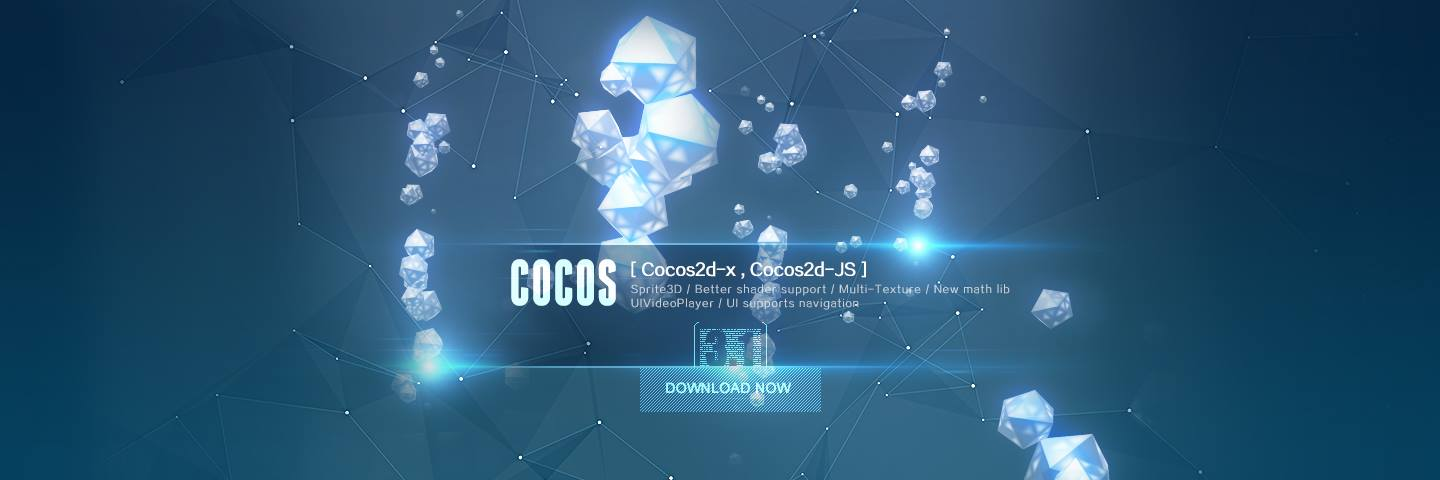 COCOS
[ Cocos2d-x , Cocos2d-JS ]
Sprite3D / Better shader support / Multi-Texture / New math lib
UIVideoPlayer / UI supports navigation
DOWNLOAD NOW